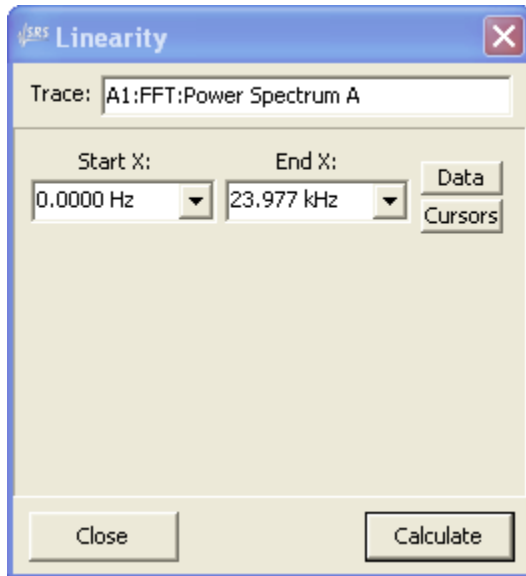 SRS Linearity
Trace: A1:FFT:Power Spectrum A
Start X: End X:
0.0000 Hz 23.977 kHz Data
Cursors
Close Calculate